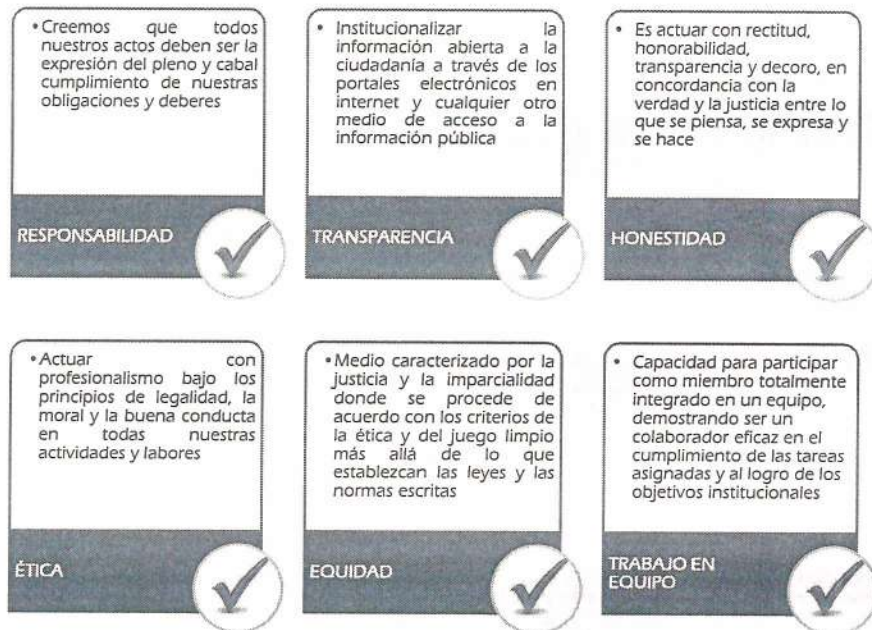 • Creemos que todos
nuestros actos deben ser la
expresión del pleno y cabal
cumplimiento de nuestras
obligaciones y deberes
RESPONSABILIDAD
• Institucionalizar la
información abierta a la
ciudadanía a través de los
portales electrónicos en
internet y cualquier otro
medio de acceso a la
información pública
TRANSPARENCIA
• Es actuar con rectitud,
honorabilidad,
transparencia y decoro, en
concordancia con la
verdad y la justicia entre lo
que se piensa, se expresa y
se hace
HONESTIDAD
• Actuar con
profesionalismo bajo los
principios de legalidad, la
moral y la buena conducta
en todas nuestras
actividades y labores
ÉTICA
• Medio caracterizado por la
justicia y la imparcialidad
donde se procede de
acuerdo con los criterios de
la ética y del juego limpio
más allá de lo que
establezcan las leyes y las
normas escritas
EQUIDAD
• Capacidad para participar
como miembro totalmente
integrado en un equipo,
demostrando ser un
colaborador eficaz en el
cumplimiento de las tareas
asignadas y al logro de los
objetivos institucionales
TRABAJO EN
EQUIPO